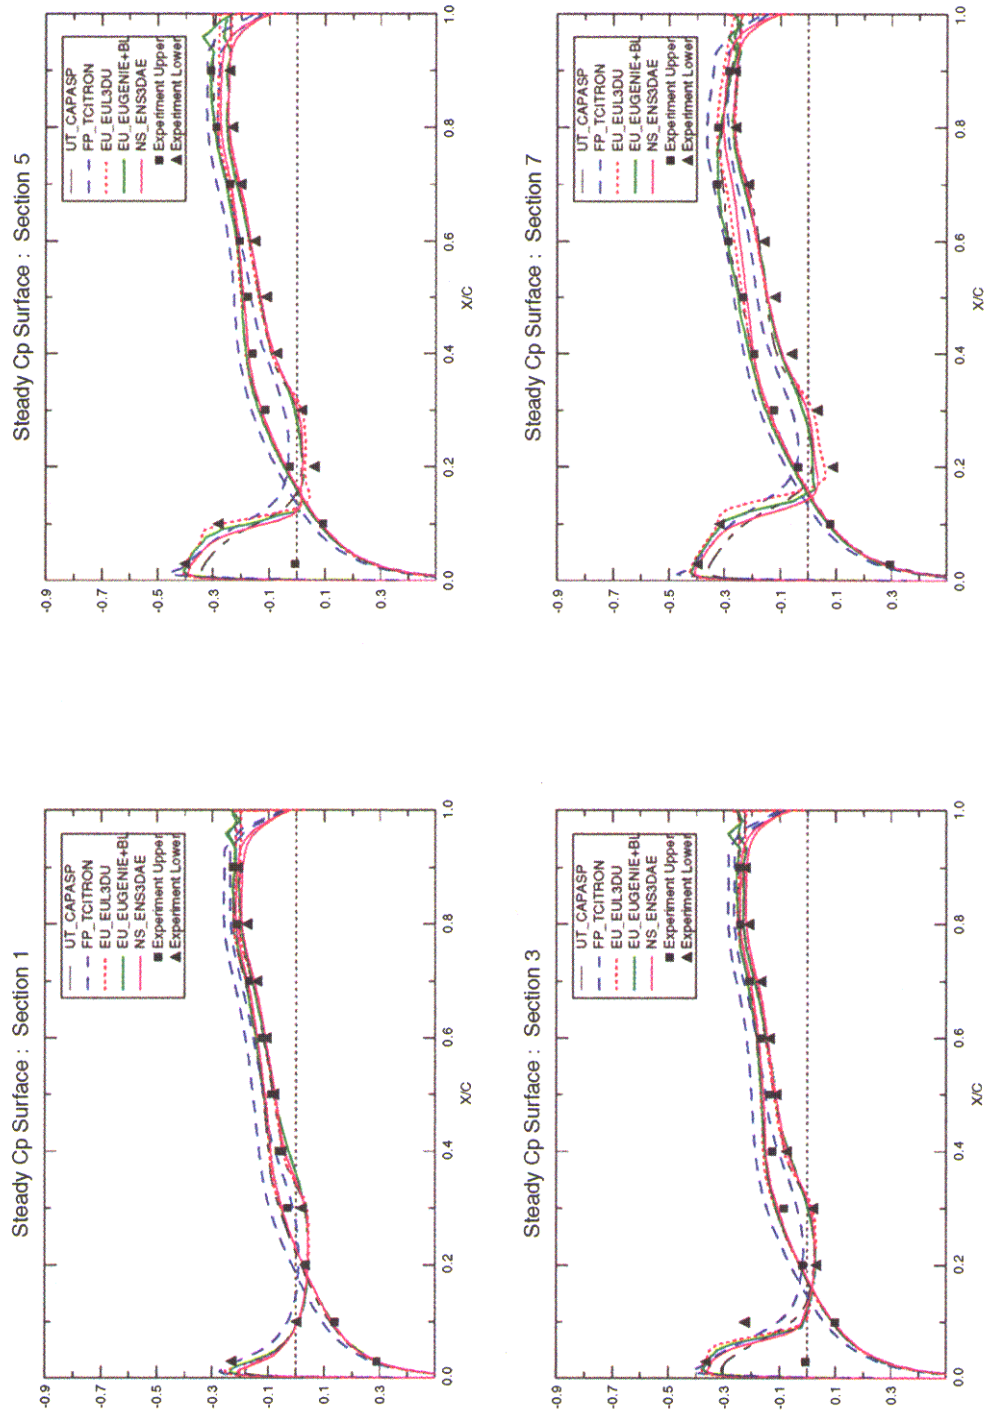 Steady Cp Surface : Section 1
-0.9
-0.7
-0.5
-0.3
-0.1
0.1
0.3
0.0
0.2
0.4
0.6
0.8
1.0
X/C
UT_CAPASP
FP_TCITRON
EU_EUL3DU
EU_EUGENIE+BL
NS_ENS3DAE
Experiment Upper
Experiment Lower
Steady Cp Surface : Section 5
-0.9
-0.7
-0.5
-0.3
-0.1
0.1
0.3
0.0
0.2
0.4
0.6
0.8
1.0
X/C
UT_CAPASP
FP_TCITRON
EU_EUL3DU
EU_EUGENIE+BL
NS_ENS3DAE
Experiment Upper
Experiment Lower
Steady Cp Surface : Section 3
-0.9
-0.7
-0.5
-0.3
-0.1
0.1
0.3
0.0
0.2
0.4
0.6
0.8
1.0
X/C
UT_CAPASP
FP_TCITRON
EU_EUL3DU
EU_EUGENIE+BL
NS_ENS3DAE
Experiment Upper
Experiment Lower
Steady Cp Surface : Section 7
-0.9
-0.7
-0.5
-0.3
-0.1
0.1
0.3
0.0
0.2
0.4
0.6
0.8
1.0
X/C
UT_CAPASP
FP_TCITRON
EU_EUL3DU
EU_EUGENIE+BL
NS_ENS3DAE
Experiment Upper
Experiment Lower